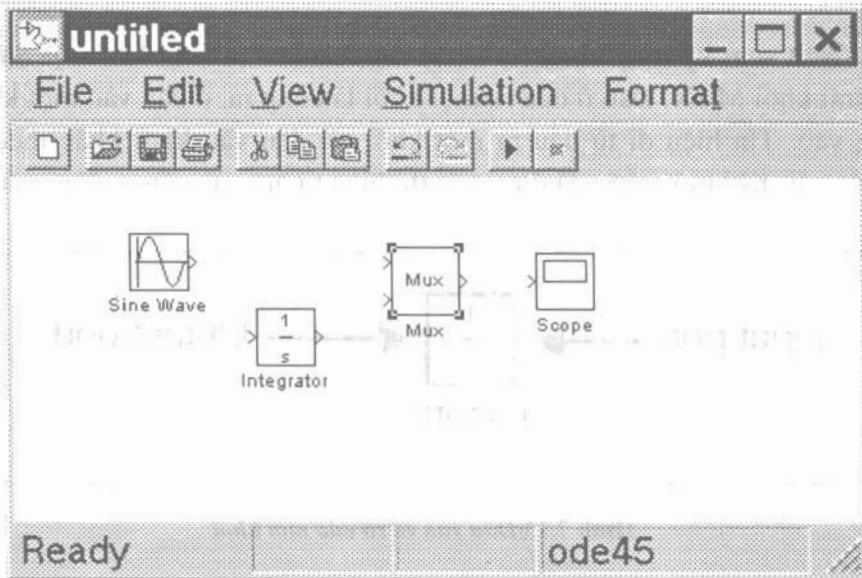 untitled
File Edit View Simulation Format
Mux
Sine Wave
1
s
Integrator
Mux
Scope
Ready ode45